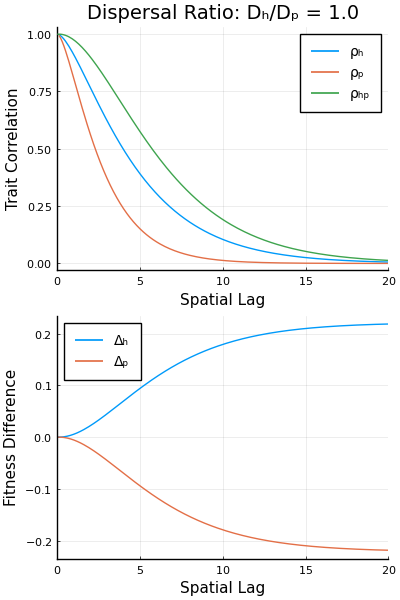 Dispersal Ratio: Dₕ/Dₚ = 1.0
Trait Correlation
1.00
0.75
0.50
0.25
0.00
ρₕ
ρₚ
ρₕₚ
0 5 10 15 20
Spatial Lag
Fitness Difference
0.2
0.1
0.0
−0.1
−0.2
Δₕ
Δₚ
0 5 10 15 20
Spatial Lag